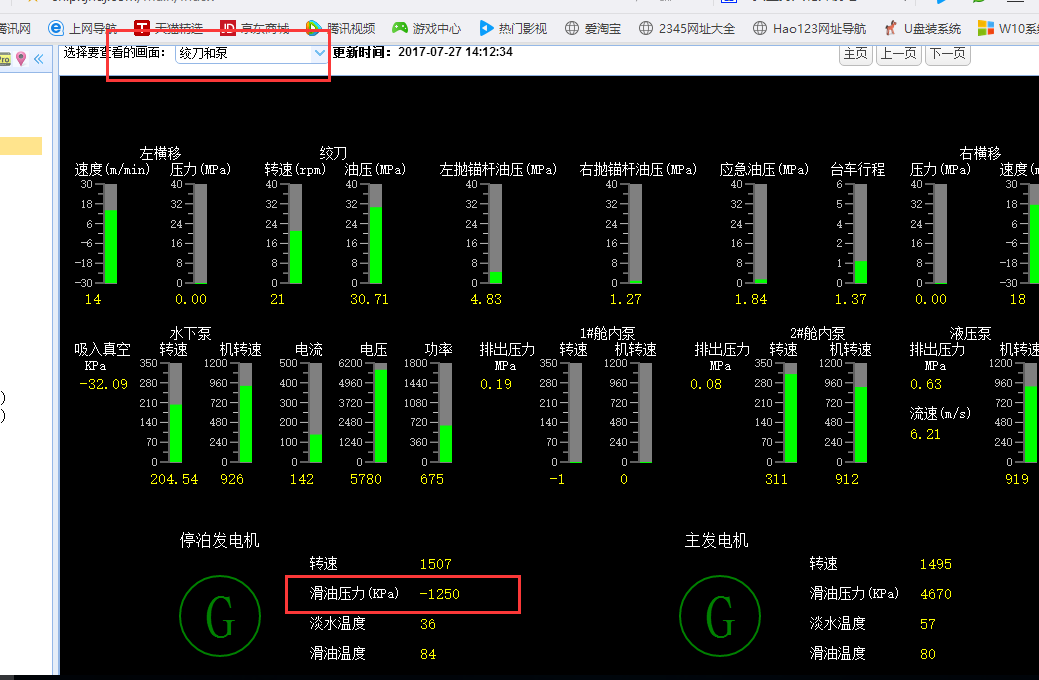 腾讯网 上网导航 天猫精选 京东商城 腾讯视频 游戏中心 热门影视 爱淘宝 2345网址大全 Hao123网址导航 U盘装系统 W10系
选择要查看的画面: 绞刀和泵 更新时间: 2017-07-27 14:12:34 主页 上一页 下一页
左横移 绞刀 右横移
速度(m/min) 压力(MPa) 转速(rpm) 油压(MPa) 左抛锚杆油压(MPa) 右抛锚杆油压(MPa) 应急油压(MPa) 台车行程 压力(MPa) 速度(m
30 40 40 40 40 40 40 6 40 30
18 32 32 32 32 32 32 5 32 18
6 24 24 24 24 24 24 4 24 6
-6 16 16 16 16 16 16 2 16 -6
-18 8 8 8 8 8 8 1 8 -18
-30 0 0 0 0 0 0 0 0 -30
14 0.00 21 30.71 4.83 1.27 1.84 1.37 0.00 18
水下泵 1#舱内泵 2#舱内泵 液压泵
吸入真空 转速 机转速 电流 电压 功率 排出压力 转速 机转速 排出压力 转速 机转速 排出压力 机转速
KPa 350 1200 500 6200 1800 MPa 350 1200 MPa 350 1200 MPa 1200
-32.09 280 960 400 4960 1440 0.19 280 960 0.08 280 960 0.63 960
210 720 300 3720 1080 210 720 210 720 流速(m/s) 720
140 480 200 2480 720 140 480 140 480 6.21 480
70 240 100 1240 360 70 240 70 240 240
0 0 0 0 0 0 0 0 0 0
204.54 926 142 5780 675 -1 0 311 912 919
停泊发电机 主发电机
转速 1507 转速 1495
滑油压力(KPa) -1250 滑油压力(KPa) 4670
G G
淡水温度 36 淡水温度 57
滑油温度 84 滑油温度 80